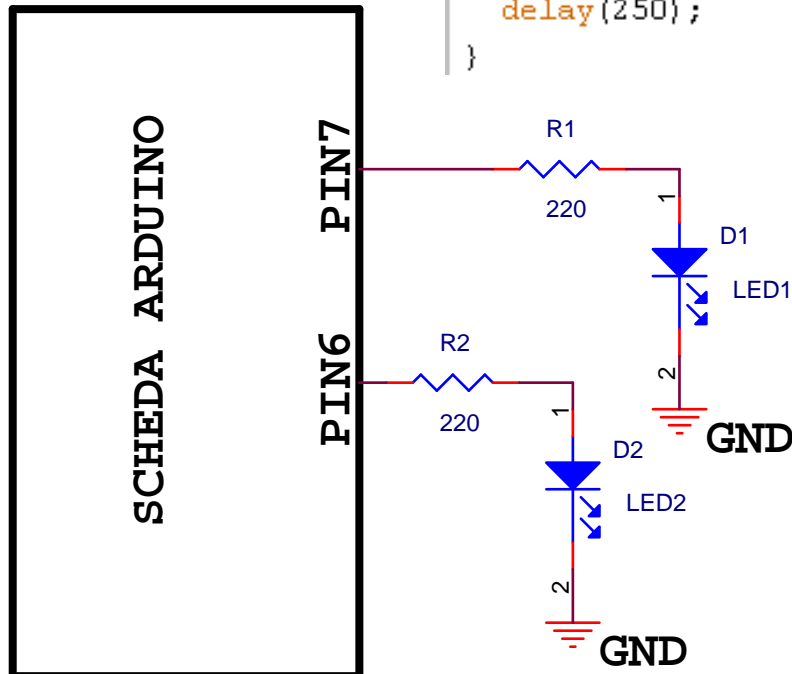 delay(250);
}
SCHEDA ARDUINO
PIN7
R1
220
1
D1
LED1
2
GND
PIN6
R2
220
1
D2
LED2
2
GND